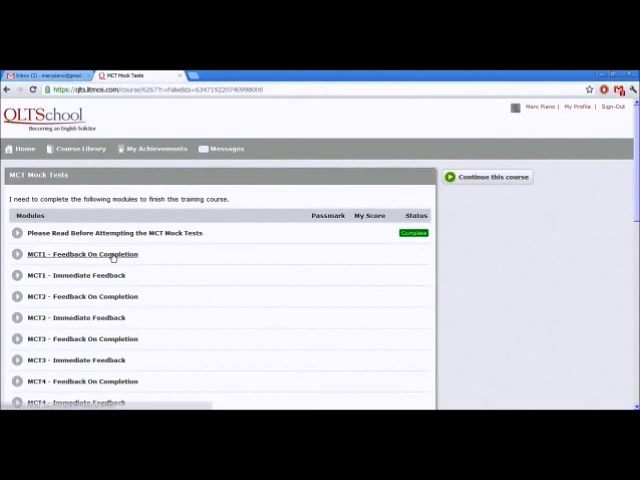 Inbox (2) - marcpiano@gmail.
MCT Mock Tests
https://qlts.litmos.com/course/6267?r=False&ts=634719220740998000
QLTSchool
Becoming an English Solicitor
Marc Piano
My Profile
Sign-Out
Home
Course Library
My Achievements
Messages
MCT Mock Tests
Continue this course
I need to complete the following modules to finish this training course.
Modules Passmark My Score Status
Please Read Before Attempting the MCT Mock Tests Complete
MCT1 - Feedback On Completion
MCT1 - Immediate Feedback
MCT2 - Feedback On Completion
MCT2 - Immediate Feedback
MCT3 - Feedback On Completion
MCT3 - Immediate Feedback
MCT4 - Feedback On Completion
MCT4 - Immediate Feedback